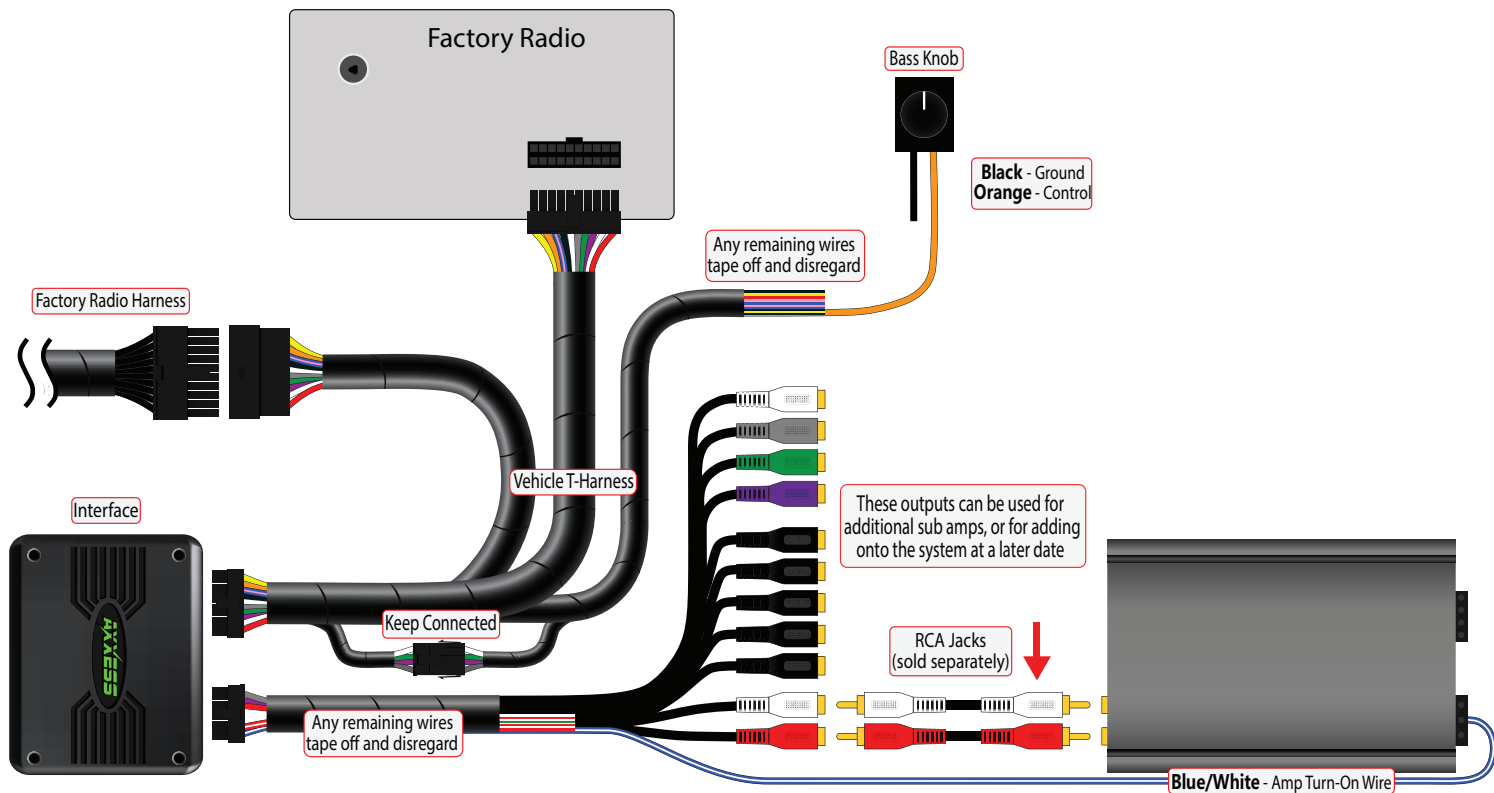 Factory Radio
Bass Knob
Black - Ground
Orange - Control
Any remaining wires
tape off and disregard
Factory Radio Harness
Vehicle T-Harness
Interface
These outputs can be used for
additional sub amps, or for adding
onto the system at a later date
Keep Connected
RCA Jacks
(sold separately)
AXXESS
Any remaining wires
tape off and disregard
Blue/White - Amp Turn-On Wire